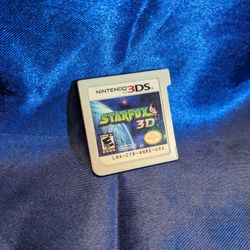 NINTENDO 3DS
STARFOX 64
3D
LNA-CTR-ANRE-USA